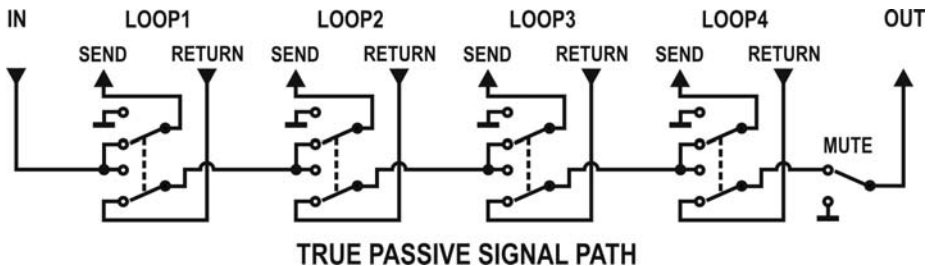 IN LOOP1 LOOP2 LOOP3 LOOP4 OUT
SEND RETURN SEND RETURN SEND RETURN SEND RETURN
MUTE
TRUE PASSIVE SIGNAL PATH